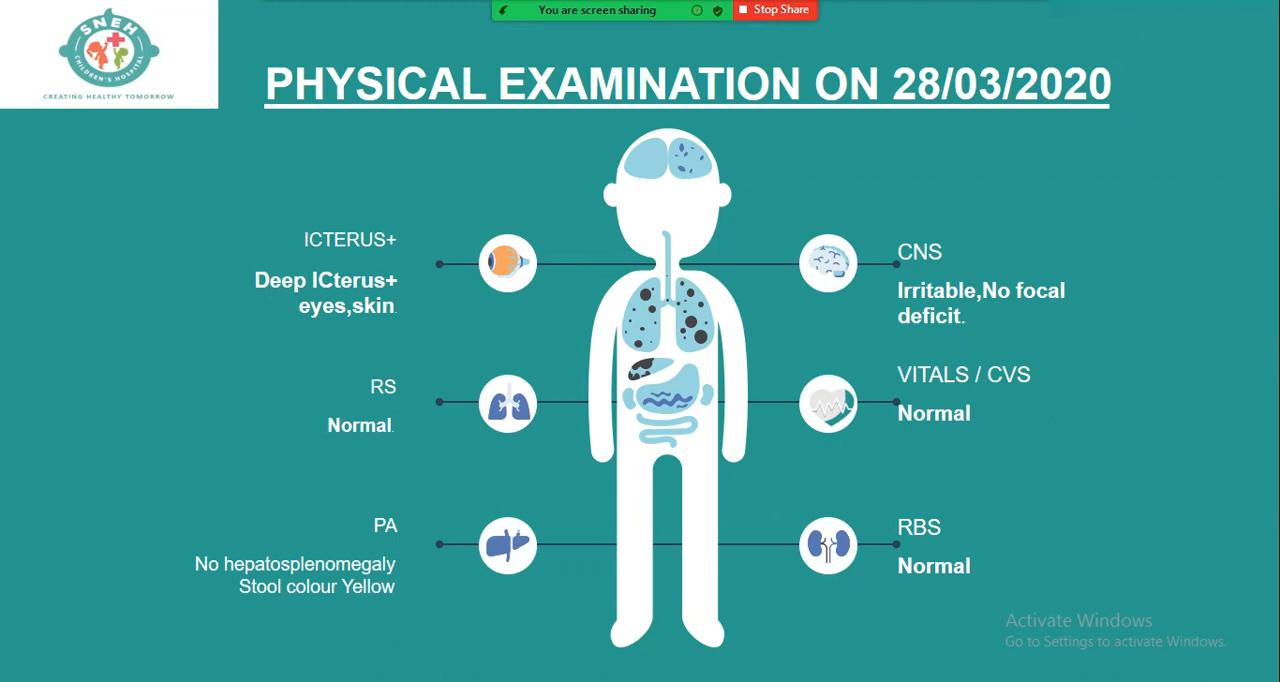 You are screen sharing
Stop Share
SNEH
CHILDREN'S HOSPITAL
CREATING HEALTHY TOMORROW
PHYSICAL EXAMINATION ON 28/03/2020
ICTERUS+
Deep ICterus+
eyes,skin.
RS
Normal.
PA
No hepatosplenomegaly
Stool colour Yellow
CNS
Irritable,No focal
deficit.
VITALS / CVS
Normal
RBS
Normal
Activate Windows
Go to Settings to activate Windows.